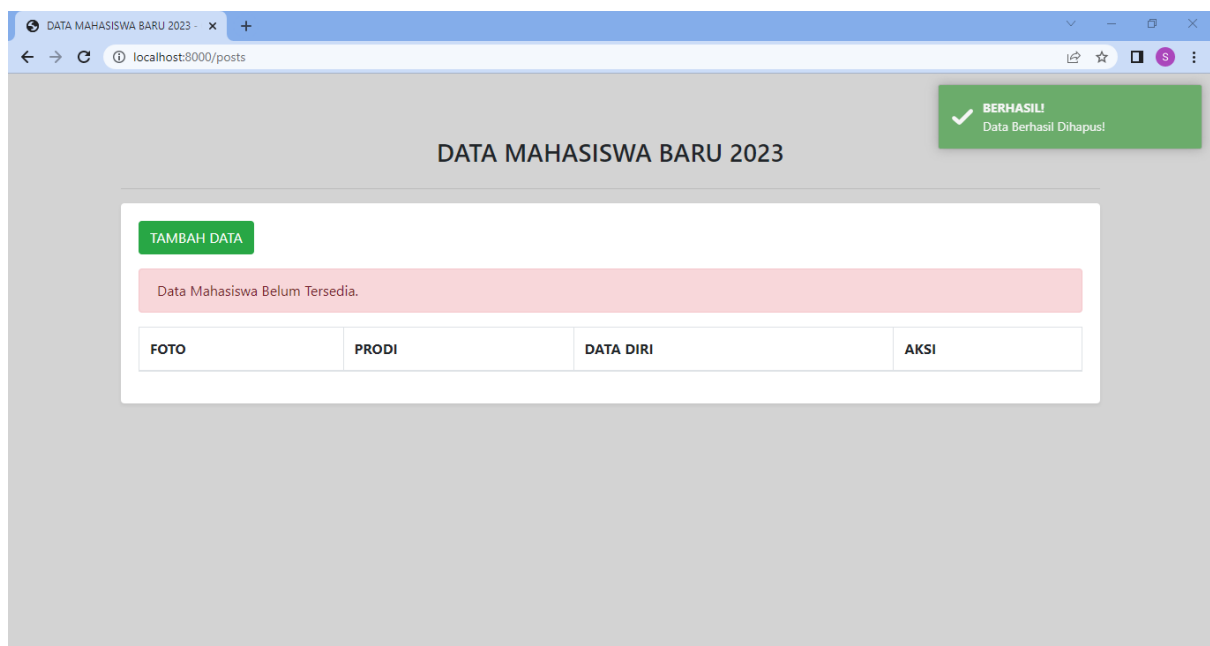 DATA MAHASISWA BARU 2023 -
localhost:8000/posts
S
BERHASIL!
Data Berhasil Dihapus!
DATA MAHASISWA BARU 2023
TAMBAH DATA
Data Mahasiswa Belum Tersedia.
FOTO PRODI DATA DIRI AKSI